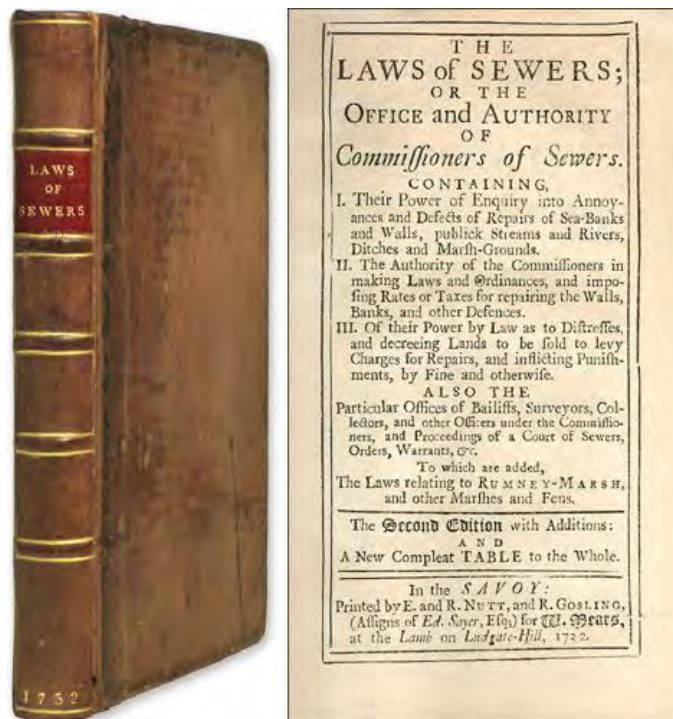 LAWS
OF
SEWERS
1732
THE
LAWS of SEWERS;
OR THE
OFFICE and AUTHORITY
OF
Commiſſioners of Sewers.
CONTAINING,
I. Their Power of Enquiry into Annoy-
ances and Defects of Repairs of Sea-Banks
and Walls, publick Streams and Rivers,
Ditches and Marſh-Grounds.
II. The Authority of the Commiſſioners in
making Laws and Ordinances, and impo-
ſing Rates or Taxes for repairing the Walls,
Banks, and other Defences.
III. Of their Power by Law as to Diſtreſſes,
and decreeing Lands to be ſold to levy
Charges for Repairs, and inflicting Puniſh-
ments, by Fine and otherwiſe.
ALSO THE
Particular Offices of Bailiffs, Surveyors, Col-
lectors, and other Officers under the Commiſſio-
ners, and Proceedings of a Court of Sewers,
Orders, Warrants, &c.
To which are added,
The Laws relating to RUMNEY-MARSH,
and other Marſhes and Fens.
The Second Edition with Additions:
AND
A New Compleat TABLE to the Whole.
In the SAVOY:
Printed by E. and R. NUTT, and R. GOSLING,
(Aſſigns of Ed. Sayer, Eſq;) for W. Mears,
at the Lamb on Ludgate-Hill, 1732.